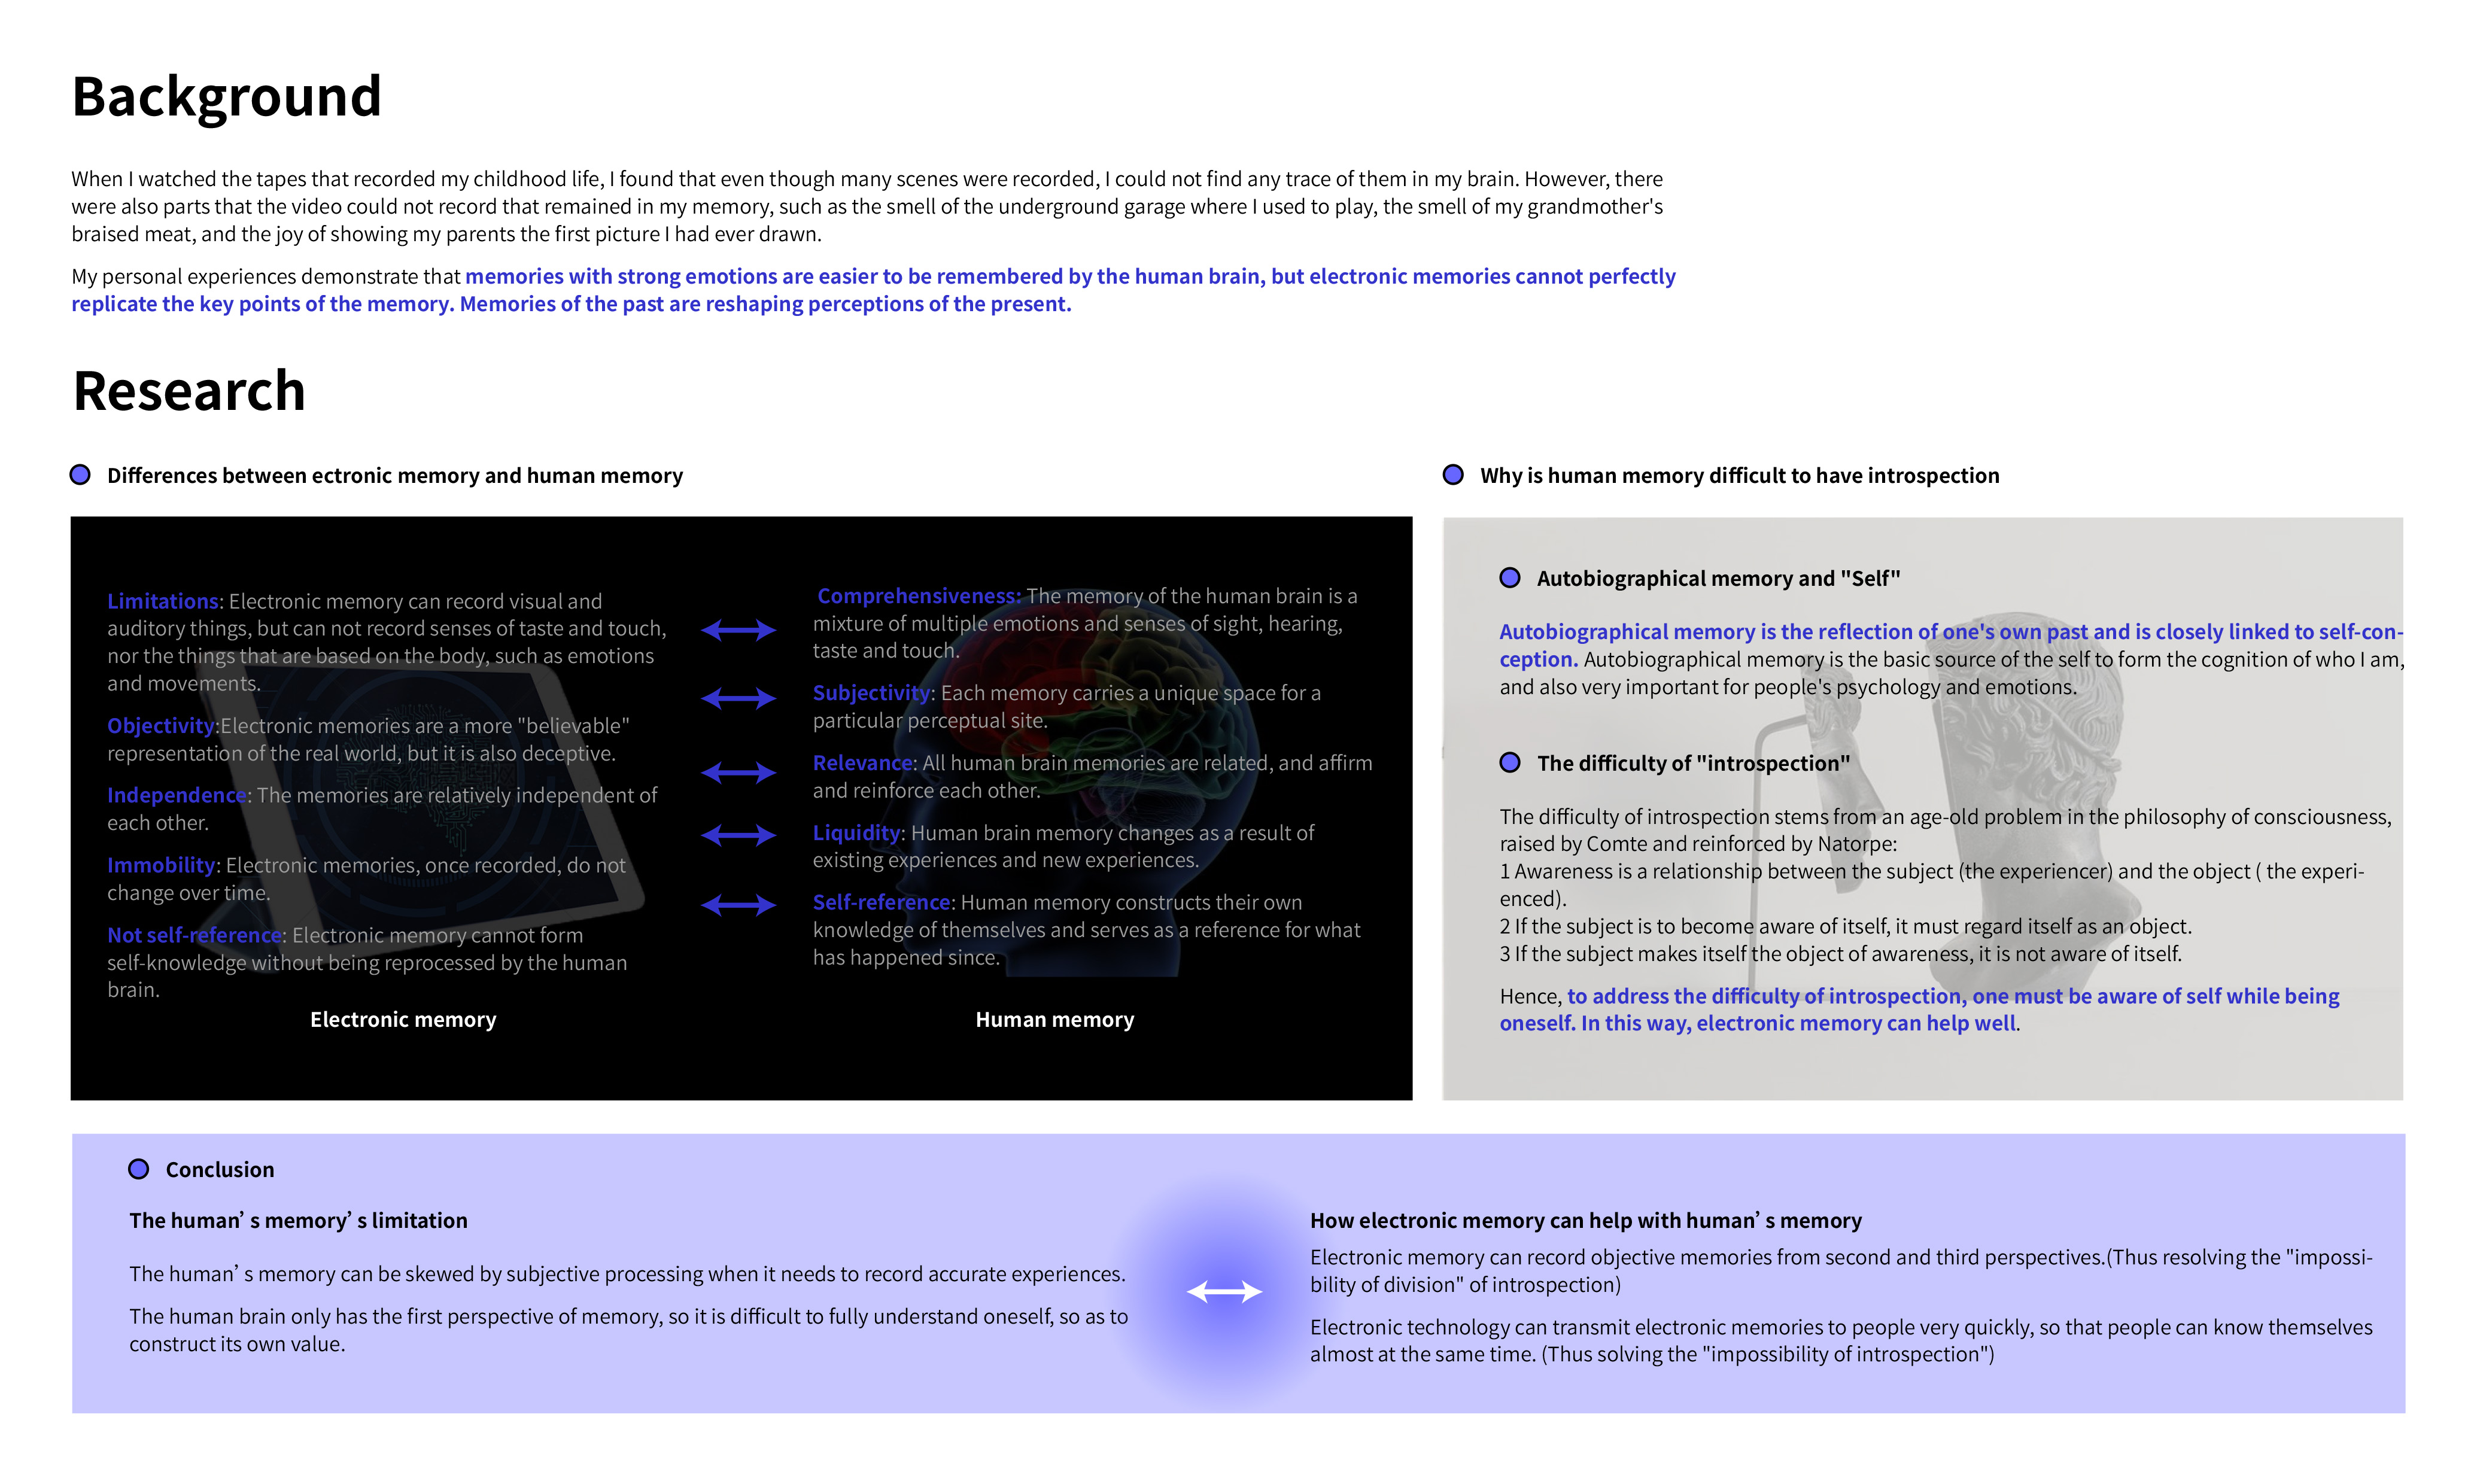 Background
When I watched the tapes that recorded my childhood life, I found that even though many scenes were recorded, I could not find any trace of them in my brain. However, there
were also parts that the video could not record that remained in my memory, such as the smell of the underground garage where I used to play, the smell of my grandmother's
braised meat, and the joy of showing my parents the first picture I had ever drawn.
My personal experiences demonstrate that memories with strong emotions are easier to be remembered by the human brain, but electronic memories cannot perfectly
replicate the key points of the memory. Memories of the past are reshaping perceptions of the present.
Research
Differences between ectronic memory and human memory
Limitations: Electronic memory can record visual and
auditory things, but can not record senses of taste and touch,
nor the things that are based on the body, such as emotions
and movements.
Objectivity:Electronic memories are a more "believable"
representation of the real world, but it is also deceptive.
Independence: The memories are relatively independent of
each other.
Immobility: Electronic memories, once recorded, do not
change over time.
Not self-reference: Electronic memory cannot form
self-knowledge without being reprocessed by the human
brain.
Electronic memory
Comprehensiveness: The memory of the human brain is a
mixture of multiple emotions and senses of sight, hearing,
taste and touch.
Subjectivity: Each memory carries a unique space for a
particular perceptual site.
Relevance: All human brain memories are related, and affirm
and reinforce each other.
Liquidity: Human brain memory changes as a result of
existing experiences and new experiences.
Self-reference: Human memory constructs their own
knowledge of themselves and serves as a reference for what
has happened since.
Human memory
Why is human memory difficult to have introspection
Autobiographical memory and "Self"
Autobiographical memory is the reflection of one's own past and is closely linked to self-con-
ception. Autobiographical memory is the basic source of the self to form the cognition of who I am,
and also very important for people's psychology and emotions.
The difficulty of "introspection"
The difficulty of introspection stems from an age-old problem in the philosophy of consciousness,
raised by Comte and reinforced by Natorpe:
1 Awareness is a relationship between the subject (the experiencer) and the object ( the experi-
enced).
2 If the subject is to become aware of itself, it must regard itself as an object.
3 If the subject makes itself the object of awareness, it is not aware of itself.
Hence, to address the difficulty of introspection, one must be aware of self while being
oneself. In this way, electronic memory can help well.
Conclusion
The human’s memory’s limitation
The human’s memory can be skewed by subjective processing when it needs to record accurate experiences.
The human brain only has the first perspective of memory, so it is difficult to fully understand oneself, so as to
construct its own value.
How electronic memory can help with human’s memory
Electronic memory can record objective memories from second and third perspectives.(Thus resolving the "impossi-
bility of division" of introspection)
Electronic technology can transmit electronic memories to people very quickly, so that people can know themselves
almost at the same time. (Thus solving the "impossibility of introspection")